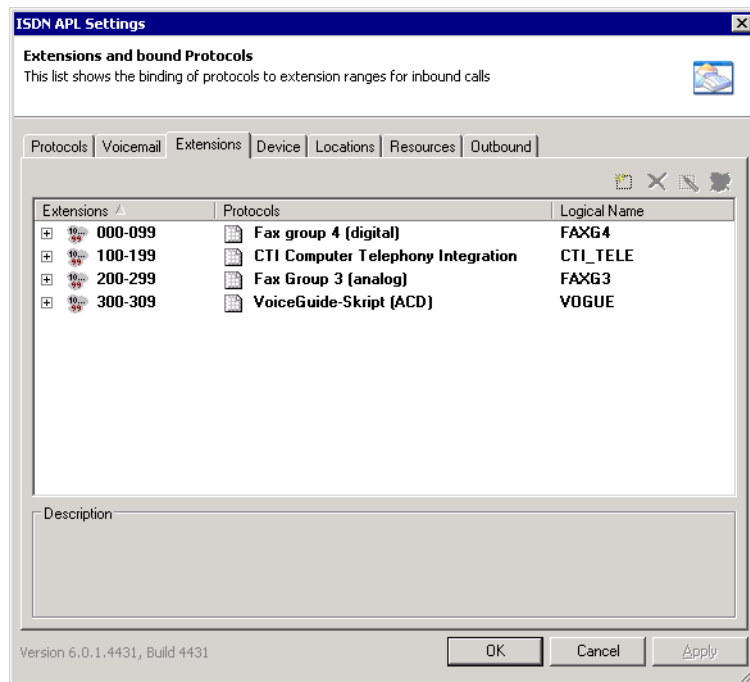 ISDN APL Settings
Extensions and bound Protocols
This list shows the binding of protocols to extension ranges for inbound calls
Protocols Voicemail Extensions Device Locations Resources Outbound
Extensions Protocols Logical Name
000-099 Fax group 4 (digital) FAXG4
100-199 CTI Computer Telephony Integration CTI_TELE
200-299 Fax Group 3 (analog) FAXG3
300-309 VoiceGuide-Skript (ACD) VOGUE
Description
Version 6.0.1.4431, Build 4431 OK Cancel Apply